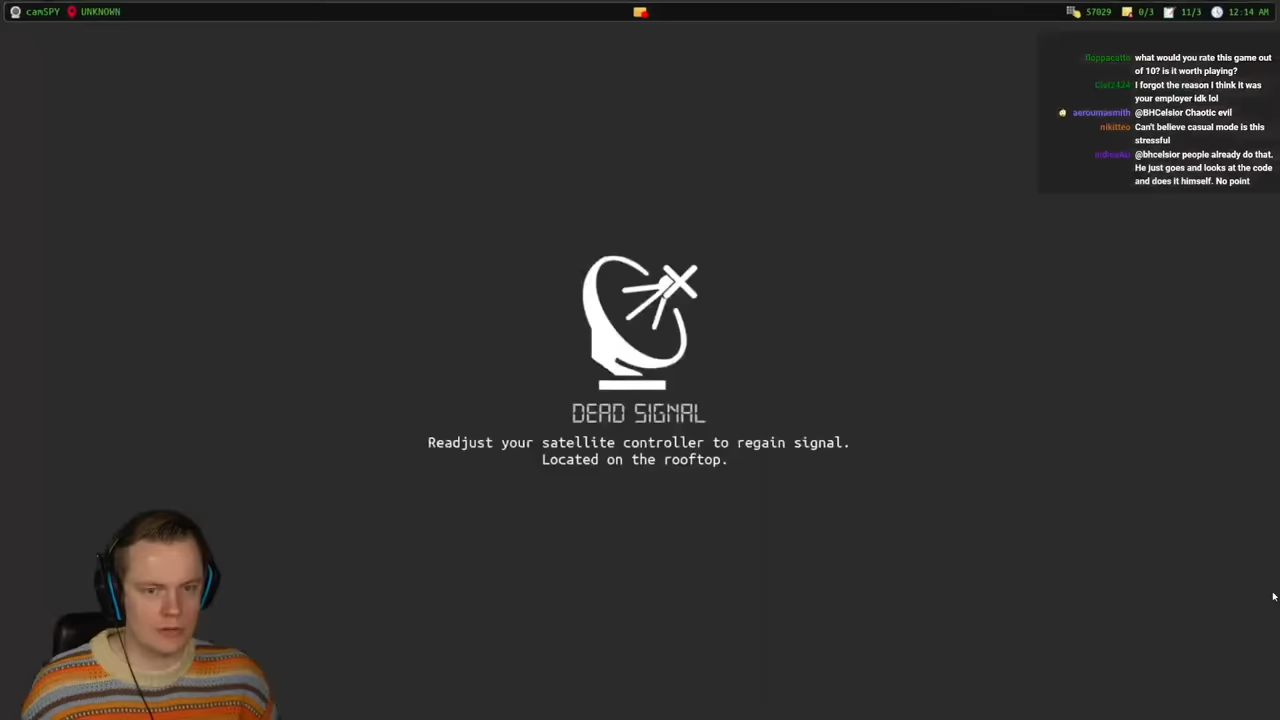 camSPY UNKNOWN 57029 0/3 11/3 12:14 AM
floppacatto what would you rate this game out
of 10? is it worth playing?
I forgot the reason I think it was
your employer idk lol
@BHCelsior Chaotic evil
nikitteo Can't believe casual mode is this
stressful
@bhcelsior people already do that.
He just goes and looks at the code
and does it himself. No point
DEAD SIGNAL
Readjust your satellite controller to regain signal.
Located on the rooftop.